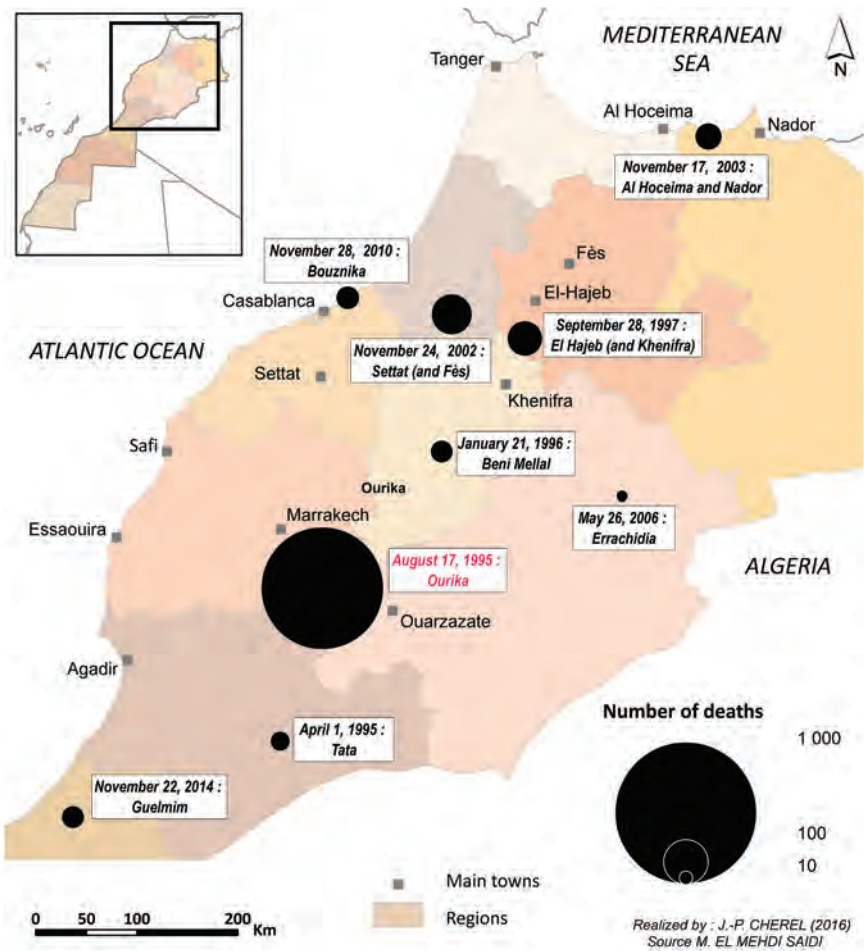 MEDITERRANEAN
SEA
N
Tanger
Al Hoceima
Nador
November 17, 2003 :
Al Hoceima and Nador
November 28, 2010 :
Bouznika
Fès
Casablanca
El-Hajeb
ATLANTIC OCEAN
November 24, 2002 :
Settat (and Fès)
September 28, 1997 :
El Hajeb (and Khenifra)
Settat
Khenifra
Safi
January 21, 1996 :
Beni Mellal
Ourika
May 26, 2006 :
Errachidia
Essaouira
Marrakech
August 17, 1995 :
Ourika
ALGERIA
Ouarzazate
Agadir
April 1, 1995 :
Tata
November 22, 2014 :
Guelmim
Number of deaths
1 000
100
10
Main towns
Regions
0 50 100 200
Km
Realized by : J.-P. CHEREL (2016)
Source M. EL MEHDI SAIDI